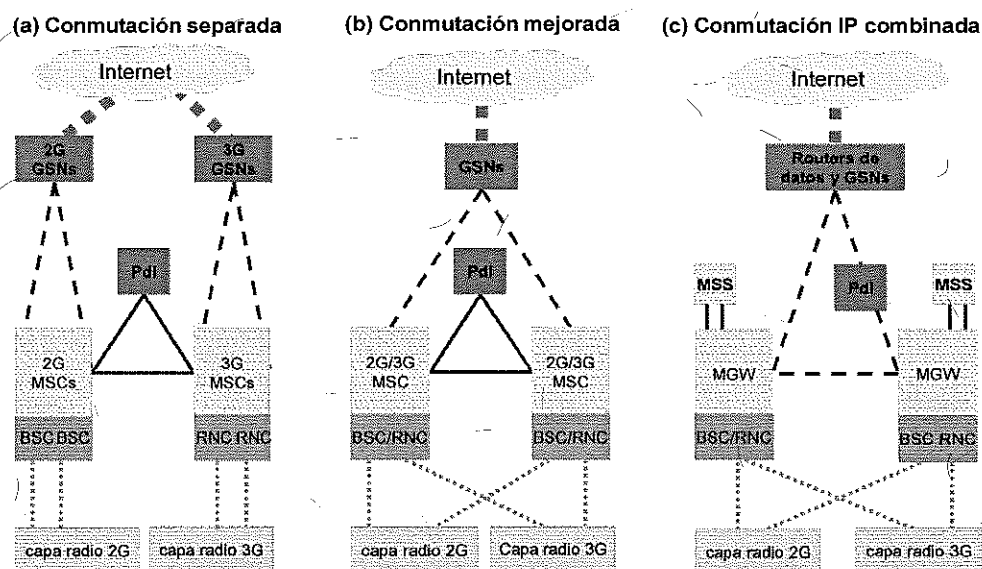 (a) Conmutación separada
Internet
2G
GSNs
3G
GSNs
PdI
2G
MSCs
3G
MSCs
BSC BSC
RNC RNC
capa radio 2G
capa radio 3G
(b) Conmutación mejorada
Internet
GSNs
PdI
2G/3G
MSC
2G/3G
MSC
BSC/RNC
BSC/RNC
capa radio 2G
Capa radio 3G
(c) Conmutación IP combinada
Internet
Routers de
datos y GSNs
MSS
PdI
MSS
MGW
MGW
BSC/RNC
BSC RNC
capa radio 2G
capa radio 3G